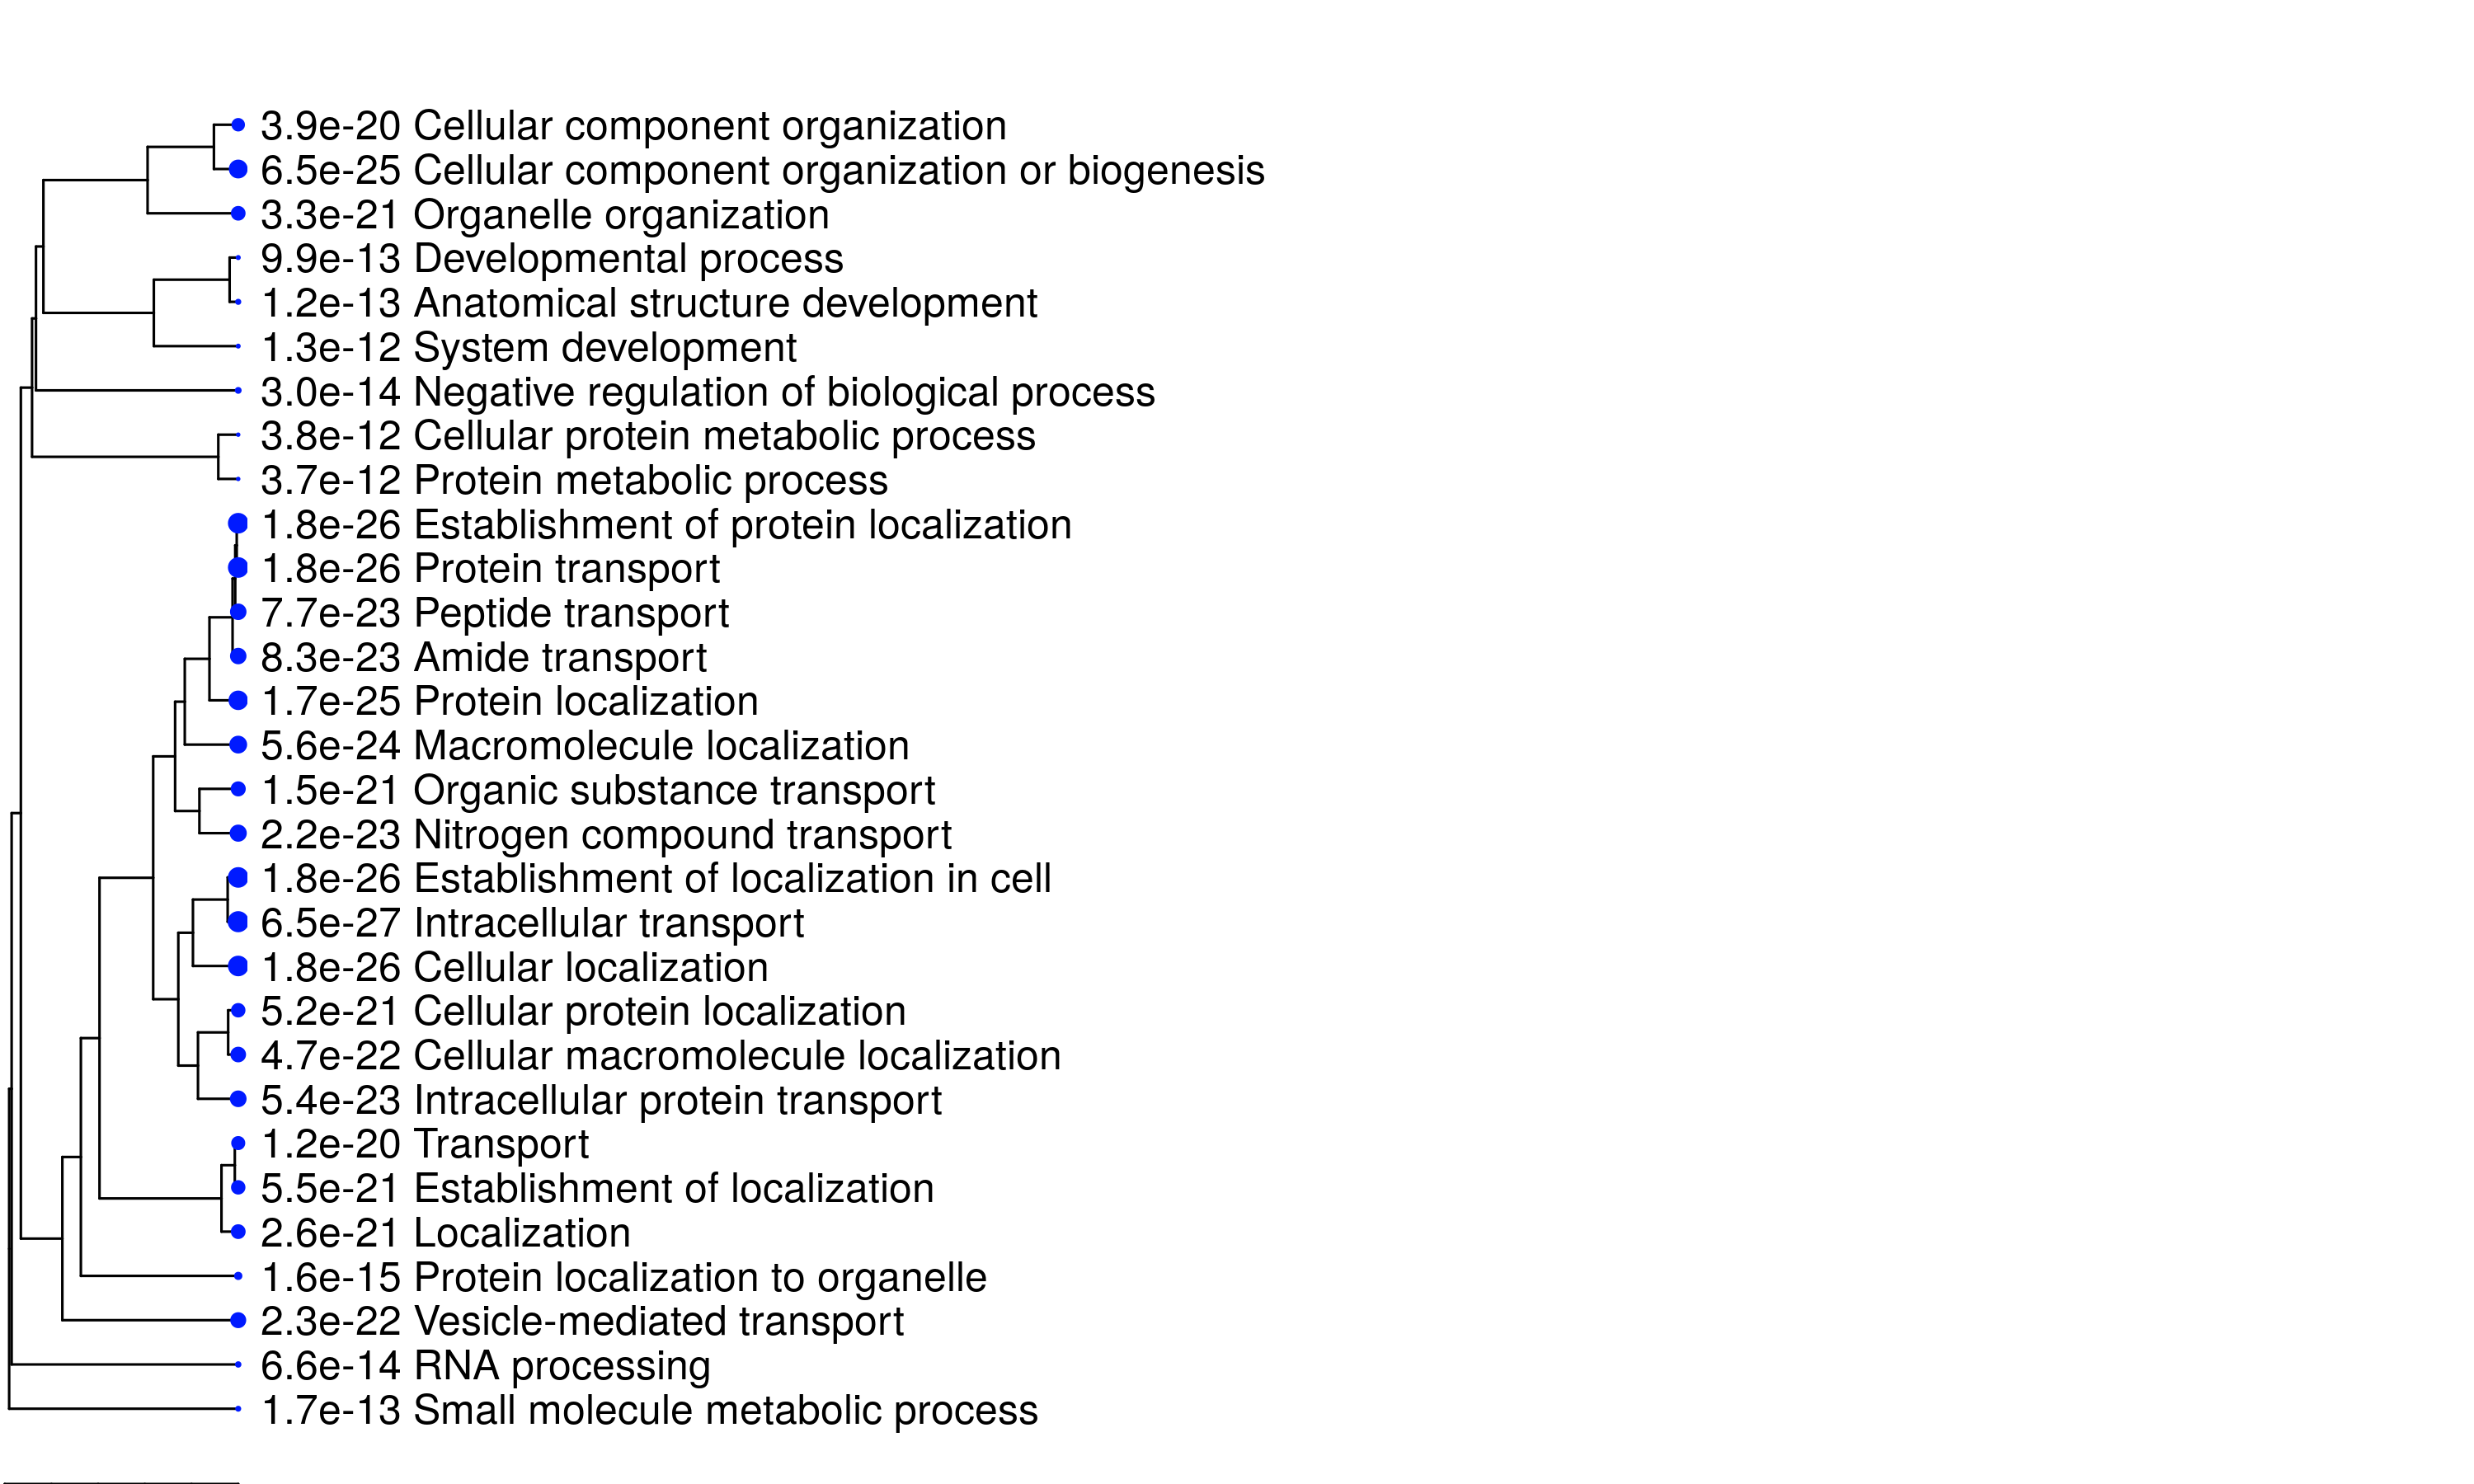 3.9e-20 Cellular component organization
6.5e-25 Cellular component organization or biogenesis
3.3e-21 Organelle organization
9.9e-13 Developmental process
1.2e-13 Anatomical structure development
1.3e-12 System development
3.0e-14 Negative regulation of biological process
3.8e-12 Cellular protein metabolic process
3.7e-12 Protein metabolic process
1.8e-26 Establishment of protein localization
1.8e-26 Protein transport
7.7e-23 Peptide transport
8.3e-23 Amide transport
1.7e-25 Protein localization
5.6e-24 Macromolecule localization
1.5e-21 Organic substance transport
2.2e-23 Nitrogen compound transport
1.8e-26 Establishment of localization in cell
6.5e-27 Intracellular transport
1.8e-26 Cellular localization
5.2e-21 Cellular protein localization
4.7e-22 Cellular macromolecule localization
5.4e-23 Intracellular protein transport
1.2e-20 Transport
5.5e-21 Establishment of localization
2.6e-21 Localization
1.6e-15 Protein localization to organelle
2.3e-22 Vesicle-mediated transport
6.6e-14 RNA processing
1.7e-13 Small molecule metabolic process